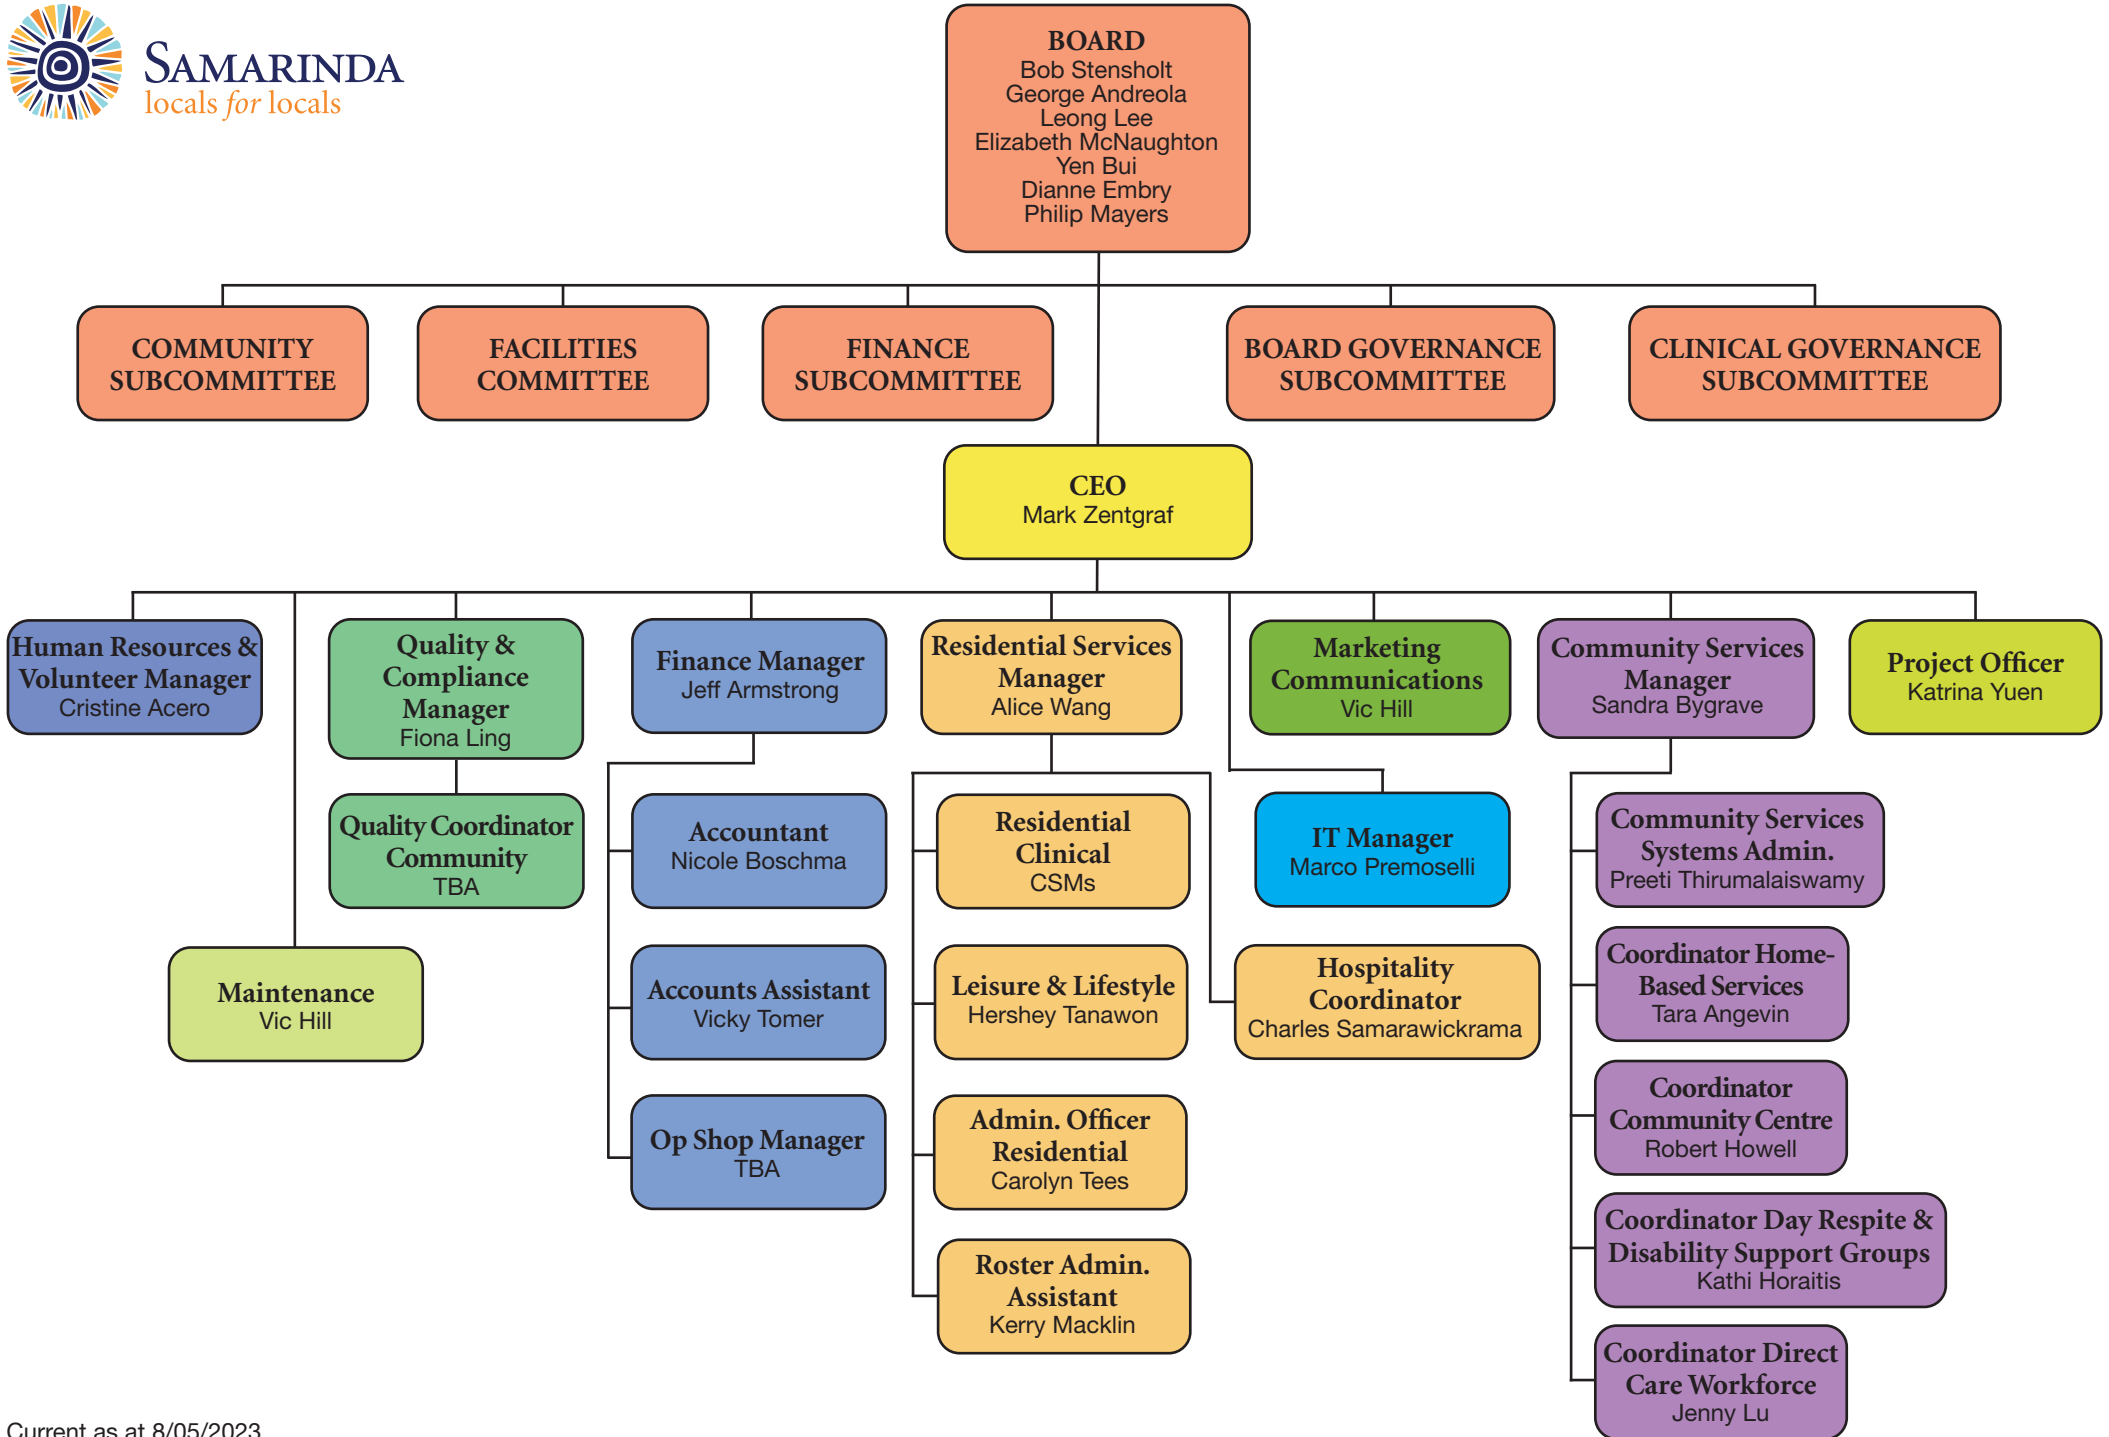 SAMARINDA
locals for locals
BOARD
Bob Stensholt
George Andreola
Leong Lee
Elizabeth McNaughton
Yen Bui
Dianne Embry
Philip Mayers
COMMUNITY
SUBCOMMITTEE
FACILITIES
COMMITTEE
FINANCE
SUBCOMMITTEE
BOARD GOVERNANCE
SUBCOMMITTEE
CLINICAL GOVERNANCE
SUBCOMMITTEE
CEO
Mark Zentgraf
Human Resources &
Volunteer Manager
Cristine Acero
Quality &
Compliance
Manager
Fiona Ling
Finance Manager
Jeff Armstrong
Residential Services
Manager
Alice Wang
Marketing
Communications
Vic Hill
Community Services
Manager
Sandra Bygrave
Project Officer
Katrina Yuen
Quality Coordinator
Community
TBA
Accountant
Nicole Boschma
Residential
Clinical
CSMs
IT Manager
Marco Premoselli
Community Services
Systems Admin.
Preeti Thirumalaiswamy
Maintenance
Vic Hill
Accounts Assistant
Vicky Tomer
Leisure & Lifestyle
Hershey Tanawon
Hospitality
Coordinator
Charles Samarawickrama
Coordinator Home-
Based Services
Tara Angevin
Coordinator
Community Centre
Robert Howell
Op Shop Manager
TBA
Admin. Officer
Residential
Carolyn Tees
Coordinator Day Respite &
Disability Support Groups
Kathi Horaitis
Roster Admin.
Assistant
Kerry Macklin
Coordinator Direct
Care Workforce
Jenny Lu
Current as at 8/05/2023